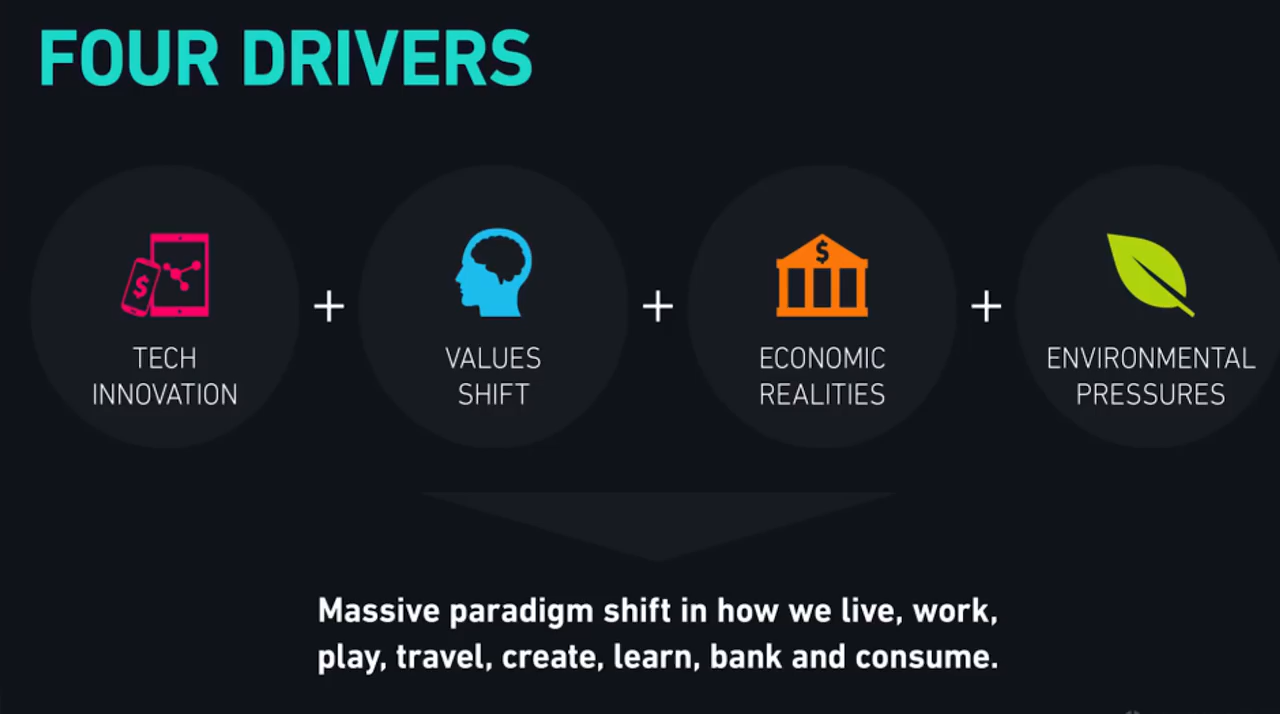 FOUR DRIVERS
$
$
TECH
INNOVATION
+
VALUES
SHIFT
+
ECONOMIC
REALITIES
+
ENVIRONMENTAL
PRESSURES
Massive paradigm shift in how we live, work,
play, travel, create, learn, bank and consume.